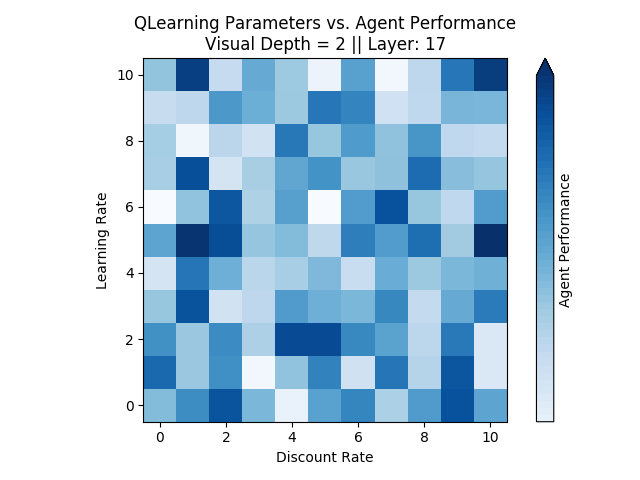 QLearning Parameters vs. Agent Performance
Visual Depth = 2 || Layer: 17
10
8
6
4
2
0
Learning Rate
0 2 4 6 8 10
Discount Rate
Agent Performance